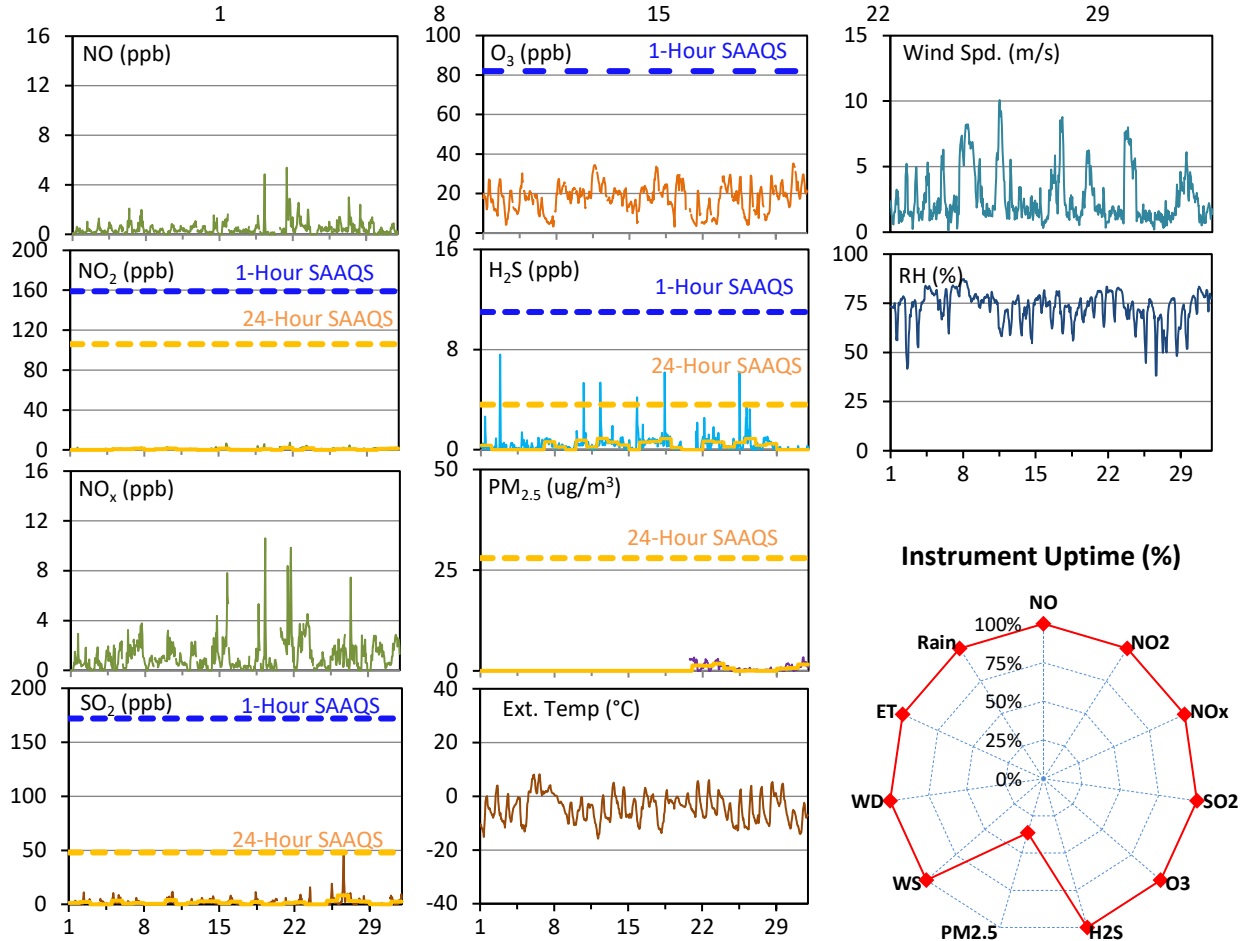 1 8 15 22 29
NO (ppb)
16
12
8
4
0
O3 (ppb)
1-Hour SAAQS
100
80
60
40
20
0
Wind Spd. (m/s)
15
10
5
0
NO2 (ppb)
1-Hour SAAQS
24-Hour SAAQS
200
160
120
80
40
0
H2S (ppb)
1-Hour SAAQS
24-Hour SAAQS
16
8
0
RH (%)
100
75
50
25
0
1 8 15 22 29
NOx (ppb)
16
12
8
4
0
PM2.5 (ug/m³)
24-Hour SAAQS
50
25
0
SO2 (ppb)
1-Hour SAAQS
24-Hour SAAQS
200
150
100
50
0
1 8 15 22 29
Ext. Temp (°C)
40
20
0
-20
-40
1 8 15 22 29
Instrument Uptime (%)
NO
NO2
NOx
SO2
O3
H2S
PM2.5
WS
WD
ET
Rain
100%
75%
50%
25%
0%